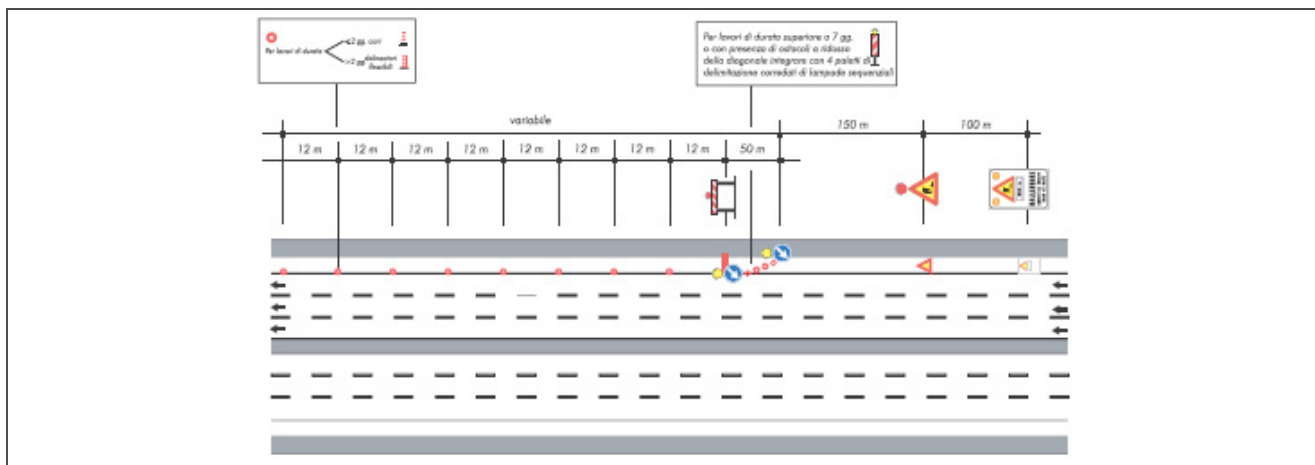 Per lavori di durata
≤2 gg. coni
>2 gg. delineatori
flessibili
Per lavori di durata superiore a 7 gg.
o con presenza di ostacoli a ridosso
della diagonale integrare con 4 paletti di
delimitazione corredati di lampade sequenziali
variabile
150 m
100 m
12 m
12 m
12 m
12 m
12 m
12 m
12 m
12 m
50 m